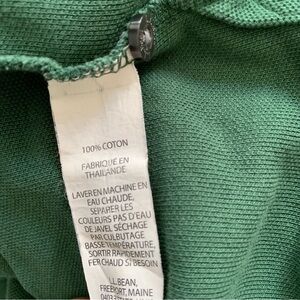 100% COTON
FABRIQUÉ EN
THAÏLANDE
LAVER EN MACHINE EN
EAU CHAUDE,
SEPARER LES
COULEURS PAS D'EAU
DE JAVEL SÉCHAGE
PAR CULBUTAGE
BASSE TEMPÉRATURE,
SORTIR RAPIDEMENT
FER CHAUD SI BESOIN
L.L.BEAN,
FREEPORT, MAINE